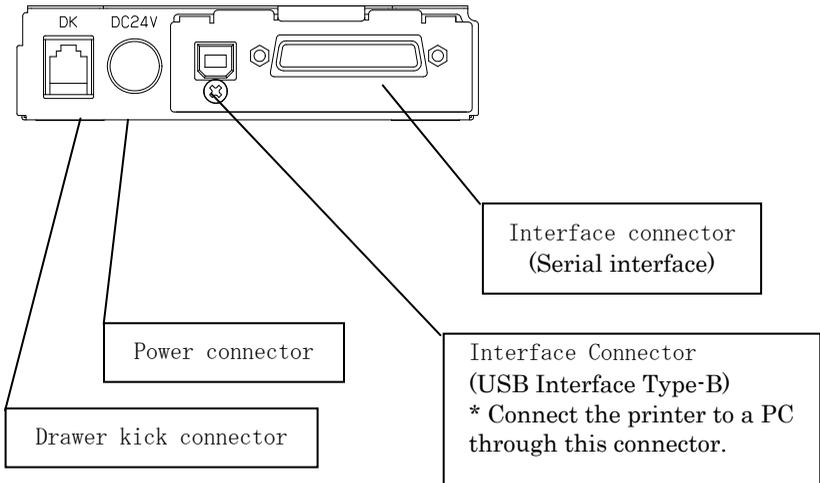 DK DC24V
Interface connector
(Serial interface)
Power connector
Interface Connector
(USB Interface Type-B)
* Connect the printer to a PC
through this connector.
Drawer kick connector